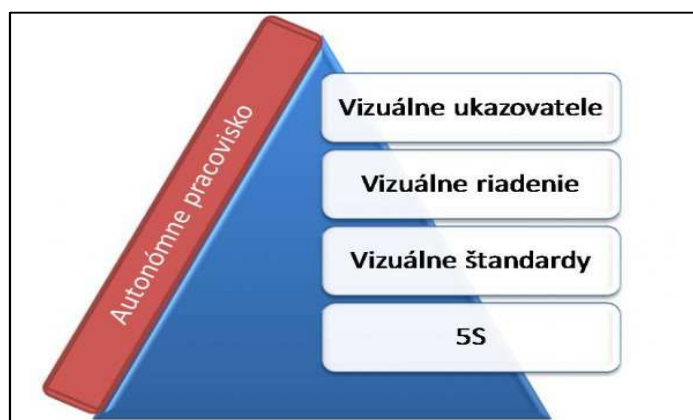 Autonómne pracovisko
Vizuálne ukazovatele
Vizuálne riadenie
Vizuálne štandardy
5S